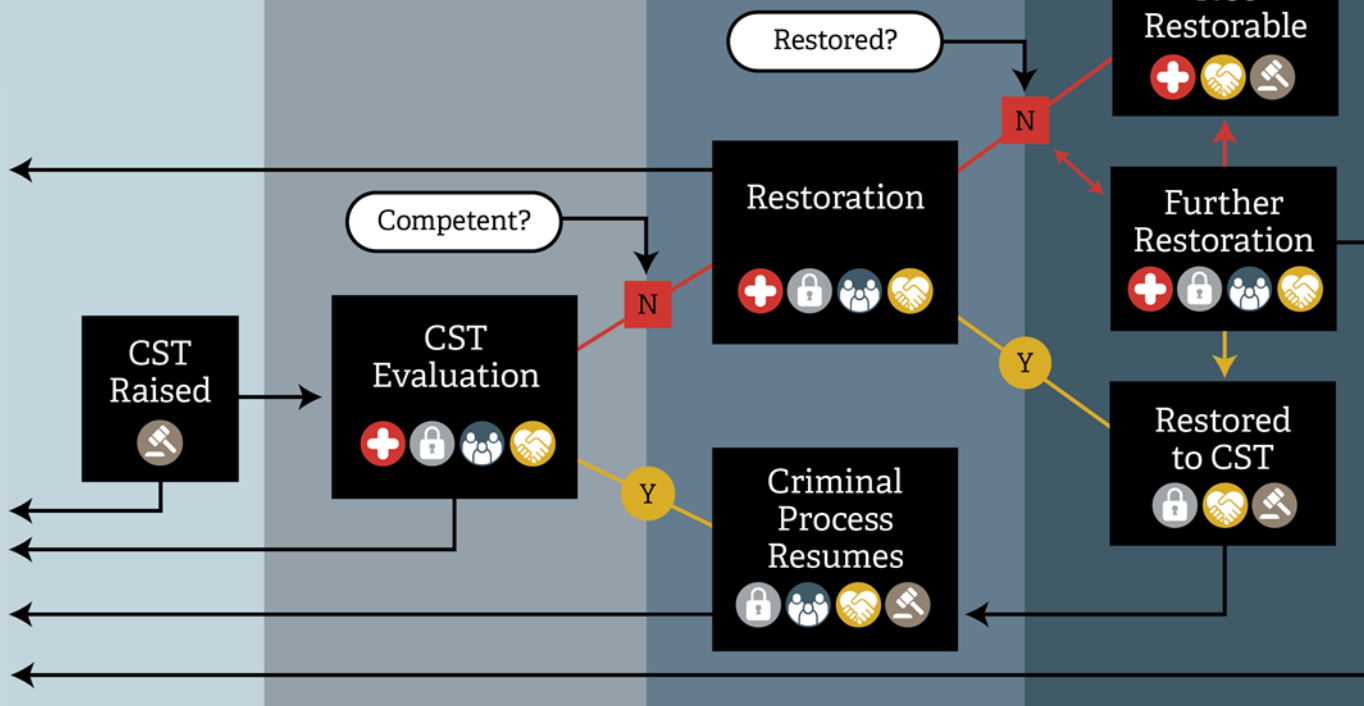 Restored?
N
Restorable
Competent?
N
Restoration
Further
Restoration
CST
Raised
CST
Evaluation
Y
Y
Restored
to CST
Criminal
Process
Resumes